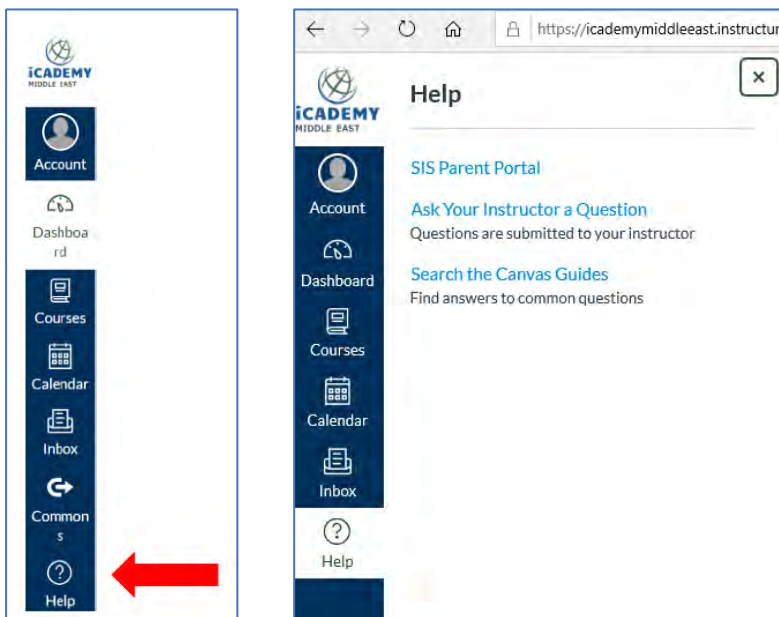 iCADEMY
MIDDLE EAST
Account
Dashboa
rd
Courses
Calendar
Inbox
Common
s
Help
https://icademymiddleeast.instructur
iCADEMY
MIDDLE EAST
Account
Dashboard
Courses
Calendar
Inbox
Help
Help
×
SIS Parent Portal
Ask Your Instructor a Question
Questions are submitted to your instructor
Search the Canvas Guides
Find answers to common questions